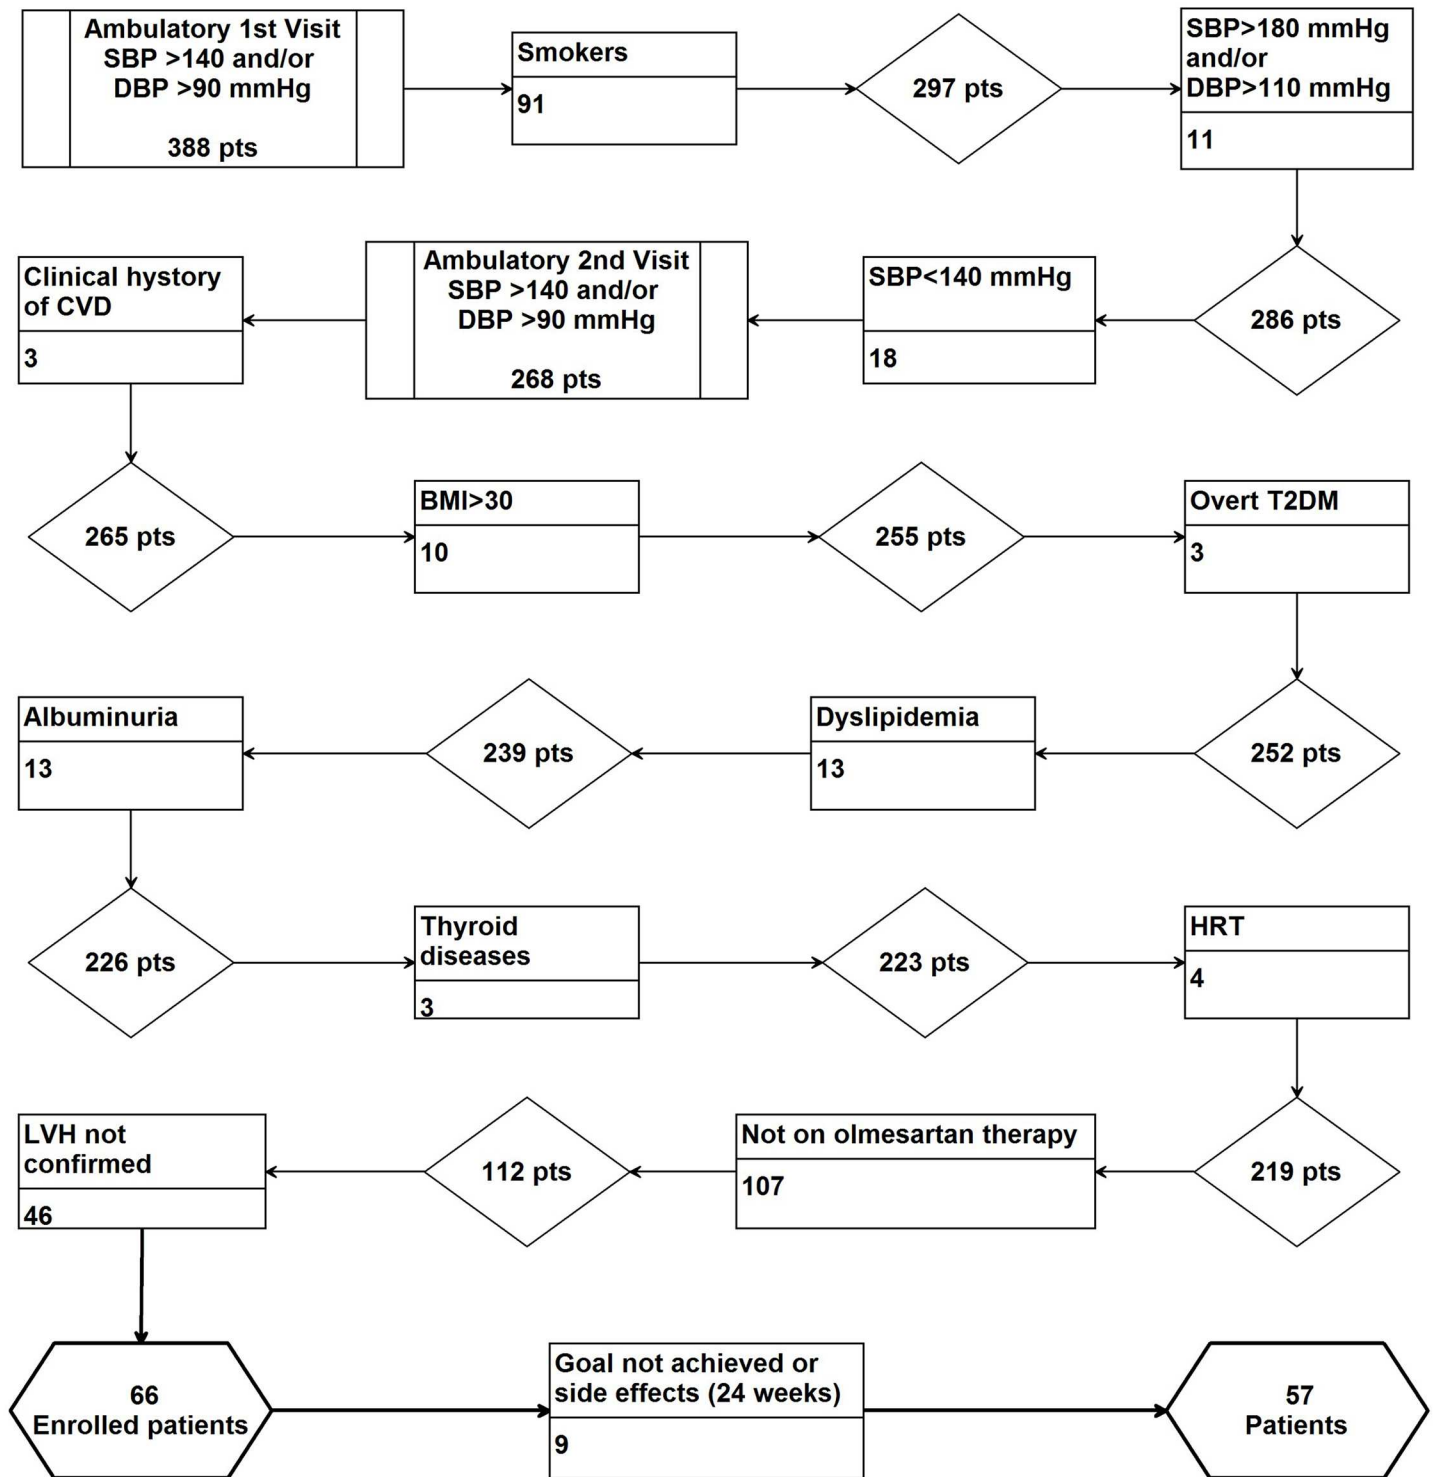 Ambulatory 1st Visit
SBP >140 and/or
DBP >90 mmHg
388 pts
Smokers
91
297 pts
SBP>180 mmHg
and/or
DBP>110 mmHg
11
286 pts
SBP<140 mmHg
18
Ambulatory 2nd Visit
SBP >140 and/or
DBP >90 mmHg
268 pts
Clinical hystory
of CVD
3
265 pts
BMI>30
10
255 pts
Overt T2DM
3
252 pts
Dyslipidemia
13
239 pts
Albuminuria
13
226 pts
Thyroid
diseases
3
223 pts
HRT
4
219 pts
Not on olmesartan therapy
107
112 pts
LVH not
confirmed
46
66
Enrolled patients
Goal not achieved or
side effects (24 weeks)
9
57
Patients